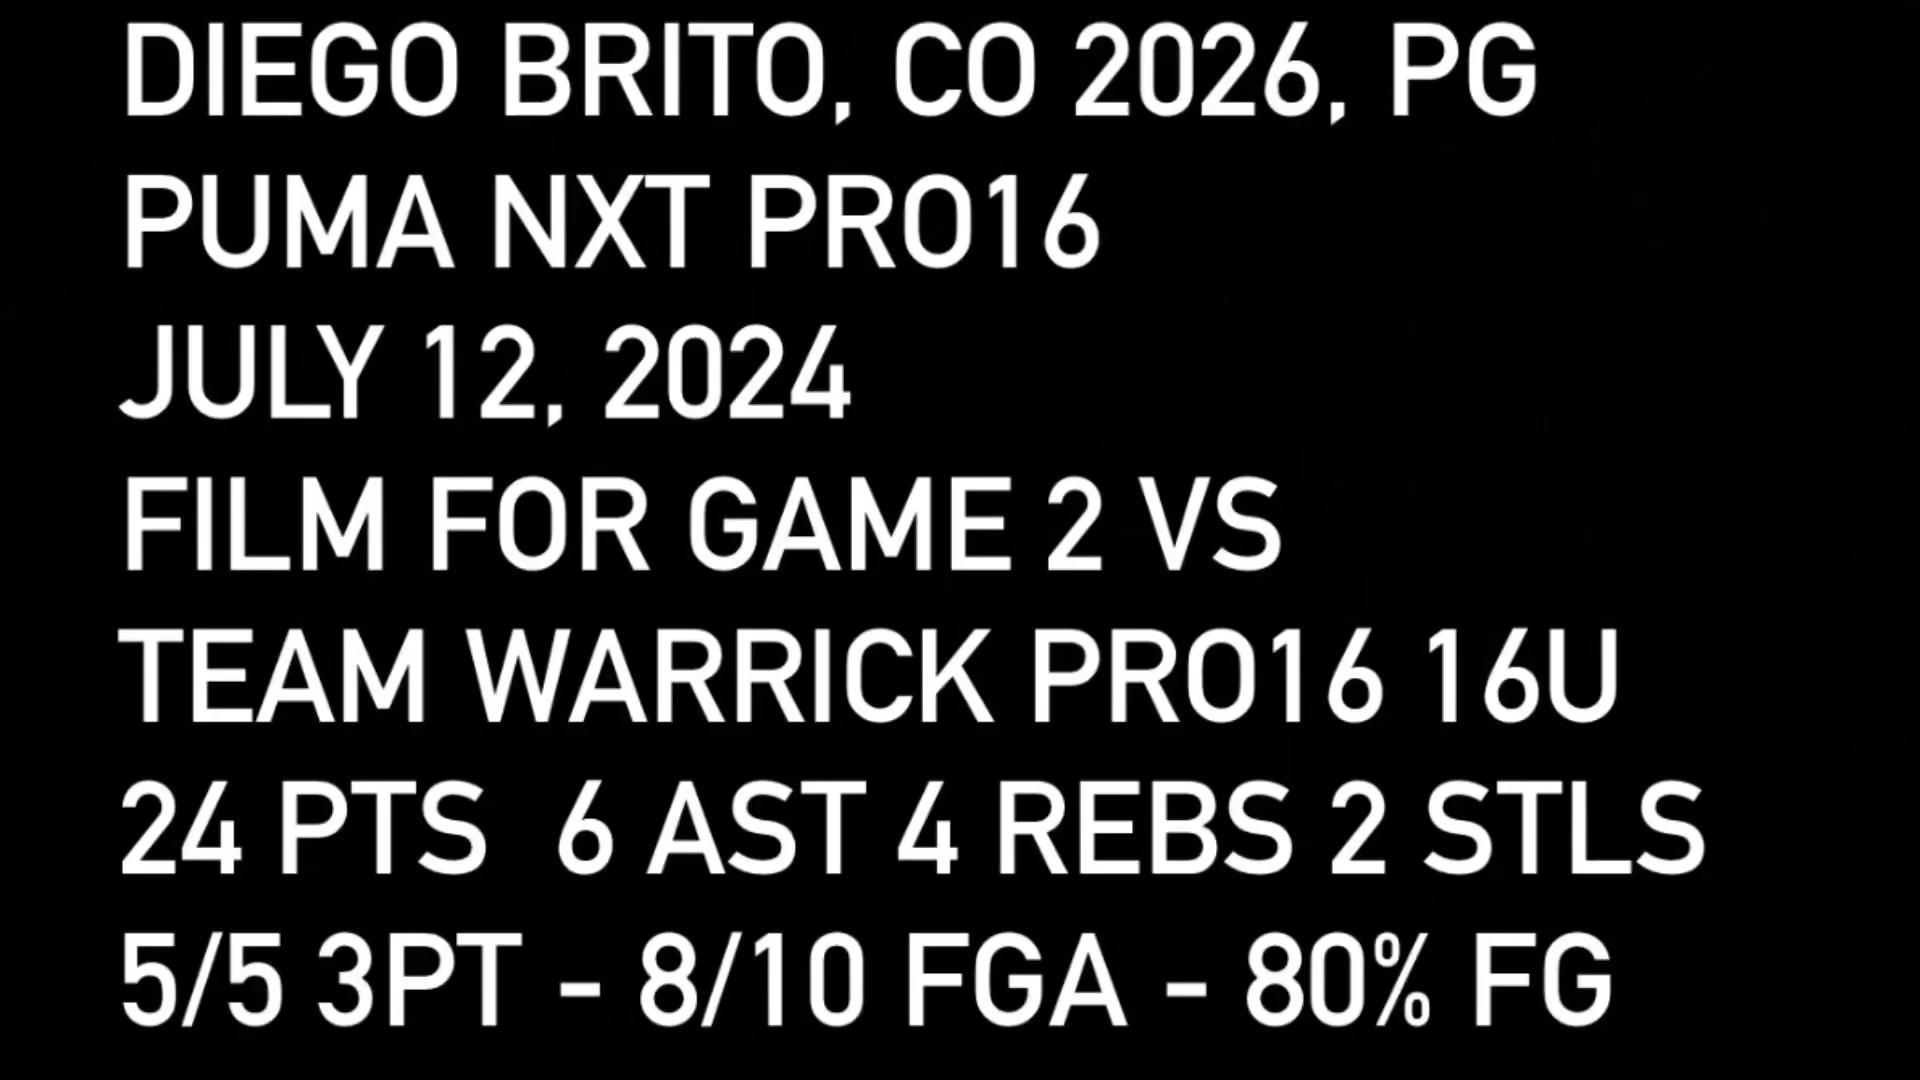 DIEGO BRITO, CO 2026, PG
PUMA NXT PRO16
JULY 12, 2024
FILM FOR GAME 2 VS
TEAM WARRICK PRO16 16U
24 PTS  6 AST 4 REBS 2 STLS
5/5 3PT - 8/10 FGA - 80% FG